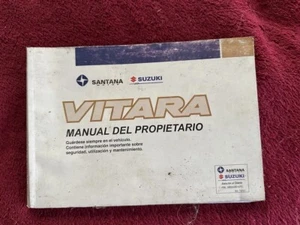 SANTANA SUZUKI
VITARA
MANUAL DEL PROPIETARIO
Guárdese siempre en el vehículo.
Contiene información importante sobre
seguridad, utilización y mantenimiento.
SANTANA
SUZUKI